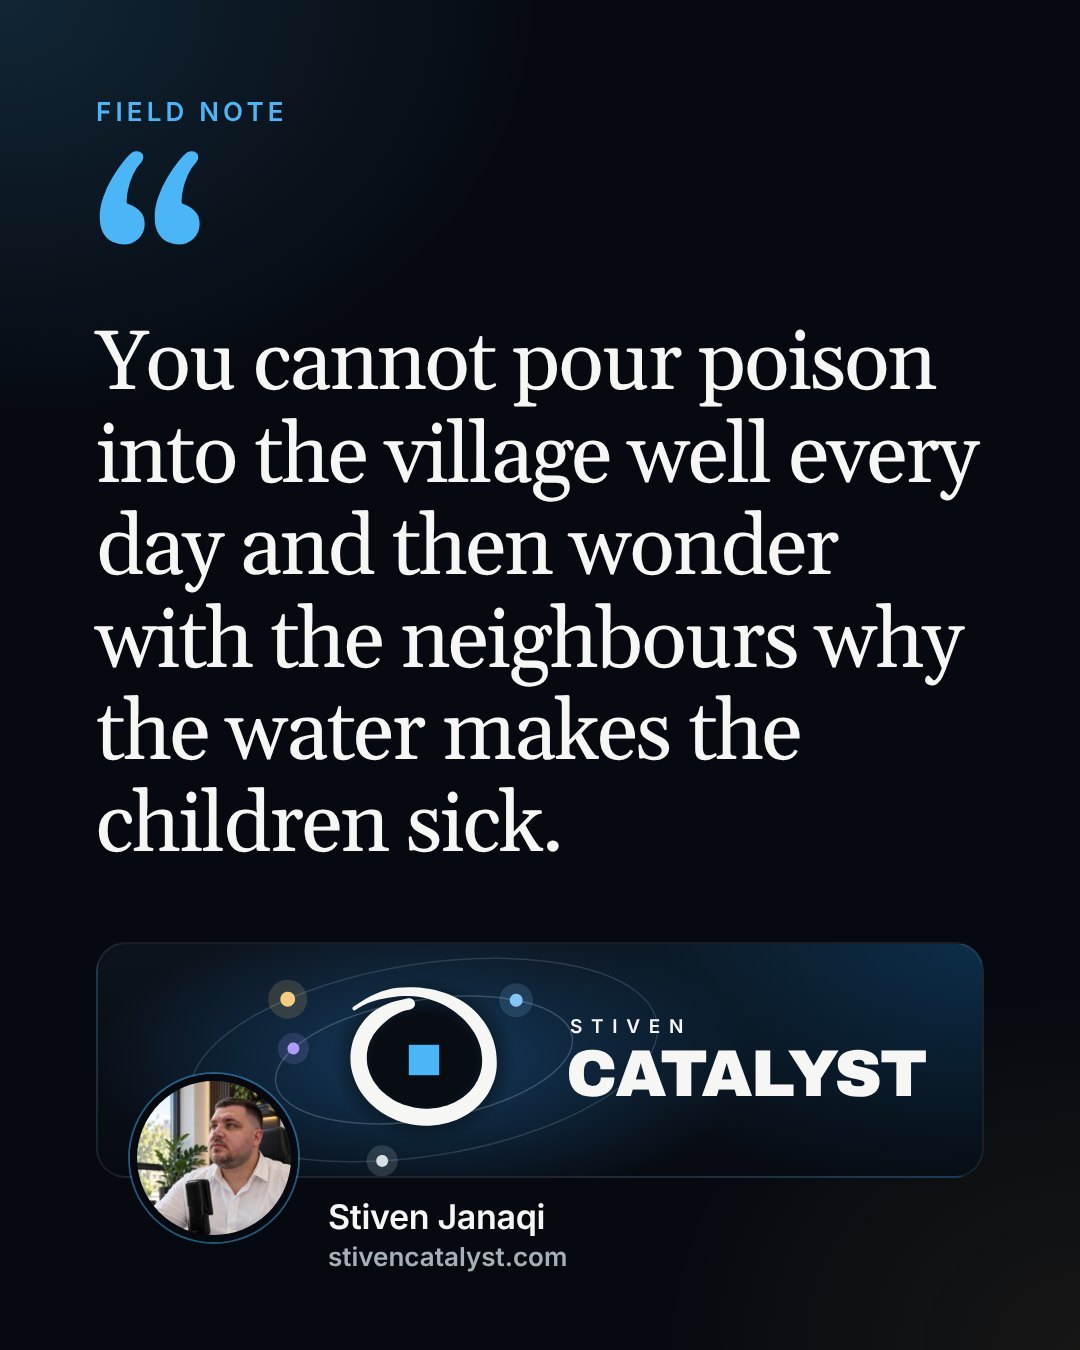 FIELD NOTE
“
You cannot pour poison
into the village well every
day and then wonder
with the neighbours why
the water makes the
children sick.
STIVEN
CATALYST
Stiven Janaqi
stivencatalyst.com